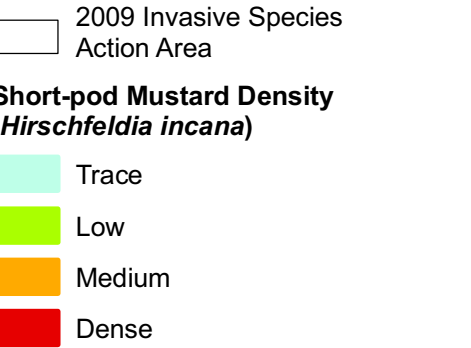 2009 Invasive Species
Action Area
Short-pod Mustard Density
Hirschfeldia incana)
Trace
Low
Medium
Dense